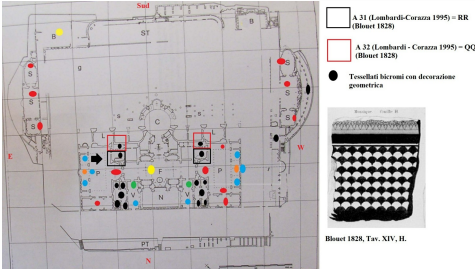 Sud
A 31 (Lombardi-Corazza 1995) = RR
(Blouet 1828)
A 32 (Lombardi - Corazza 1995) = QQ
(Blouet 1828)
Tessellati bicromi con decorazione
geometrica
B
ST
B
S
S
S
S
S
S
g
C
T
E
W
P
F
P
V
V
N
PT
N
Blouet 1828, Tav. XIV, H.